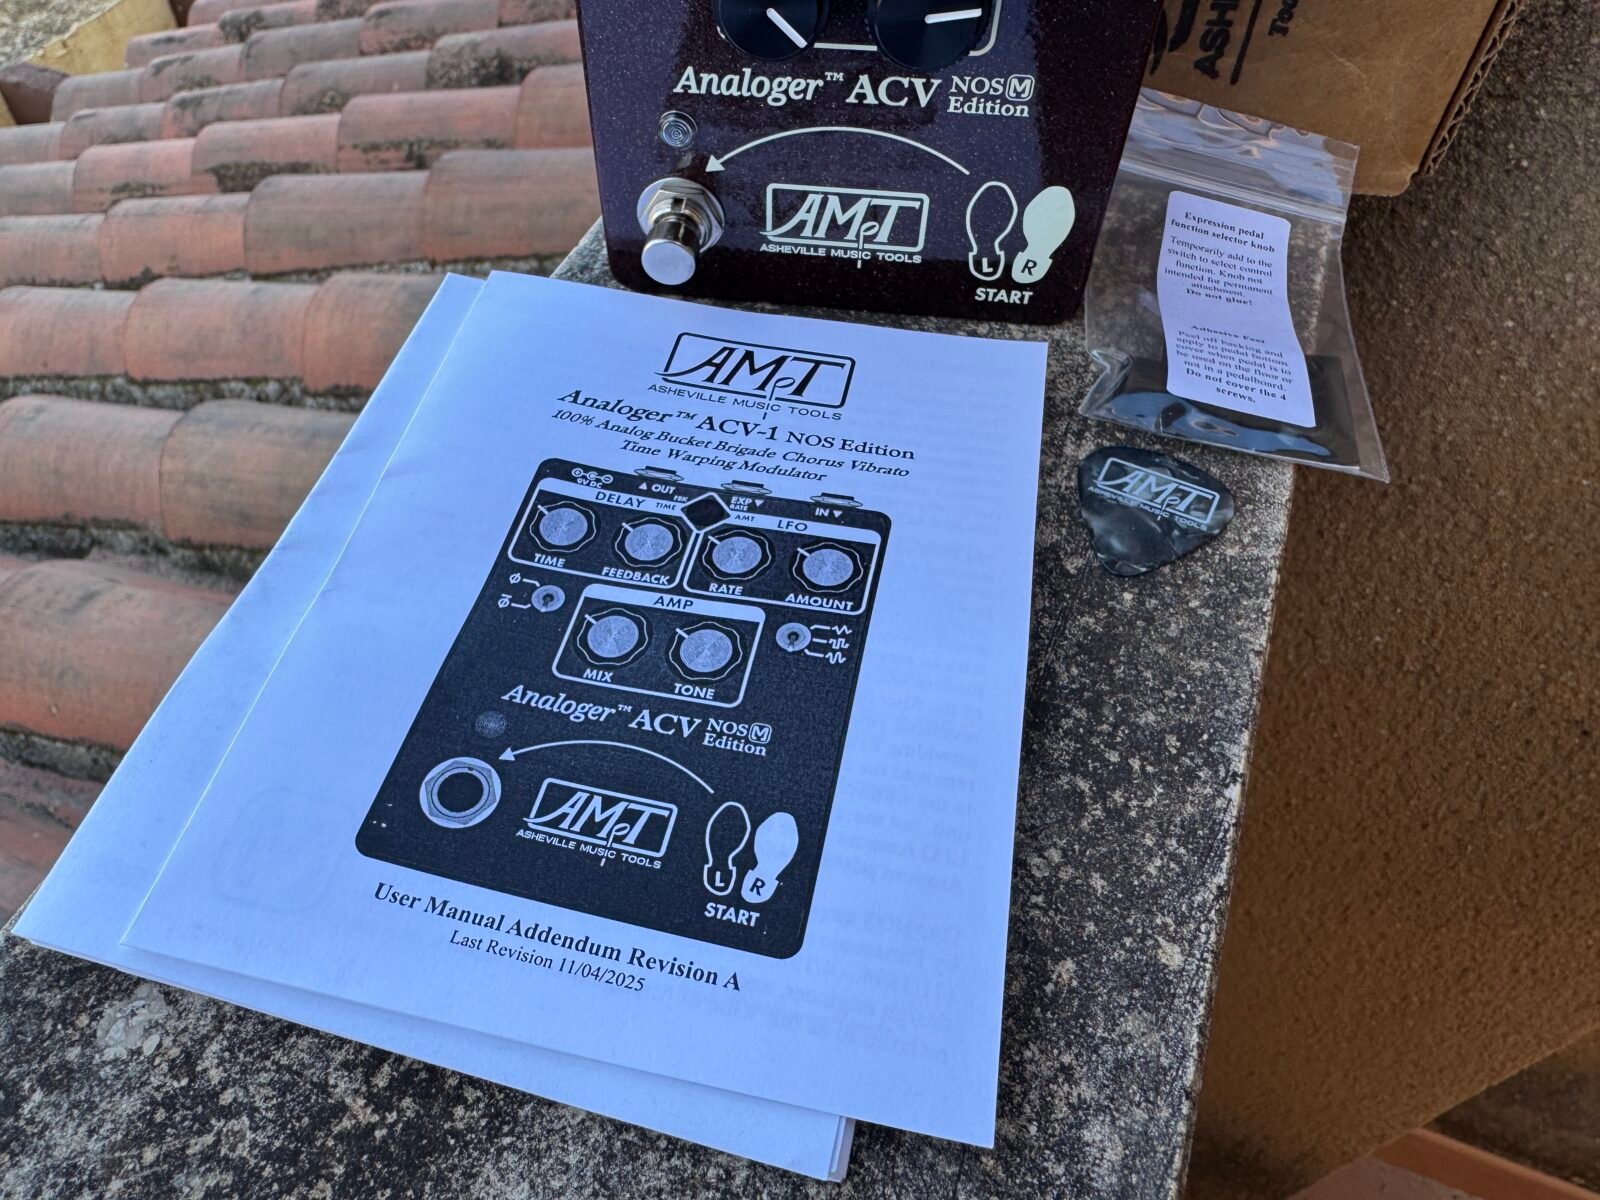 Analoger™ ACV NOS M
Edition
AMpT
ASHEVILLE MUSIC TOOLS
L R
START
ASHE
Too
Expression pedal
function selector knob
Temporarily add to the
switch to select control
function. Knob not
intended for permanent
attachment.
Do not glue!
Adhesive Feet
Peel off backing and
apply to pedal bottom
cover when pedal is to
be used on the floor or
not in a pedalboard.
Do not cover the 4
screws.
AMpT
ASHEVILLE MUSIC TOOLS
AMpT
ASHEVILLE MUSIC TOOLS
Analoger™ ACV-1 NOS Edition
100% Analog Bucket Brigade Chorus Vibrato
Time Warping Modulator
9V DC
▲ OUT
EXP ▼
IN ▼
FBK
RATE
TIME
AMT
DELAY
LFO
TIME
FEEDBACK
RATE
AMOUNT
AMP
MIX
TONE
Analoger™ ACV NOS M
Edition
AMpT
ASHEVILLE MUSIC TOOLS
L R
START
User Manual Addendum Revision A
Last Revision 11/04/2025